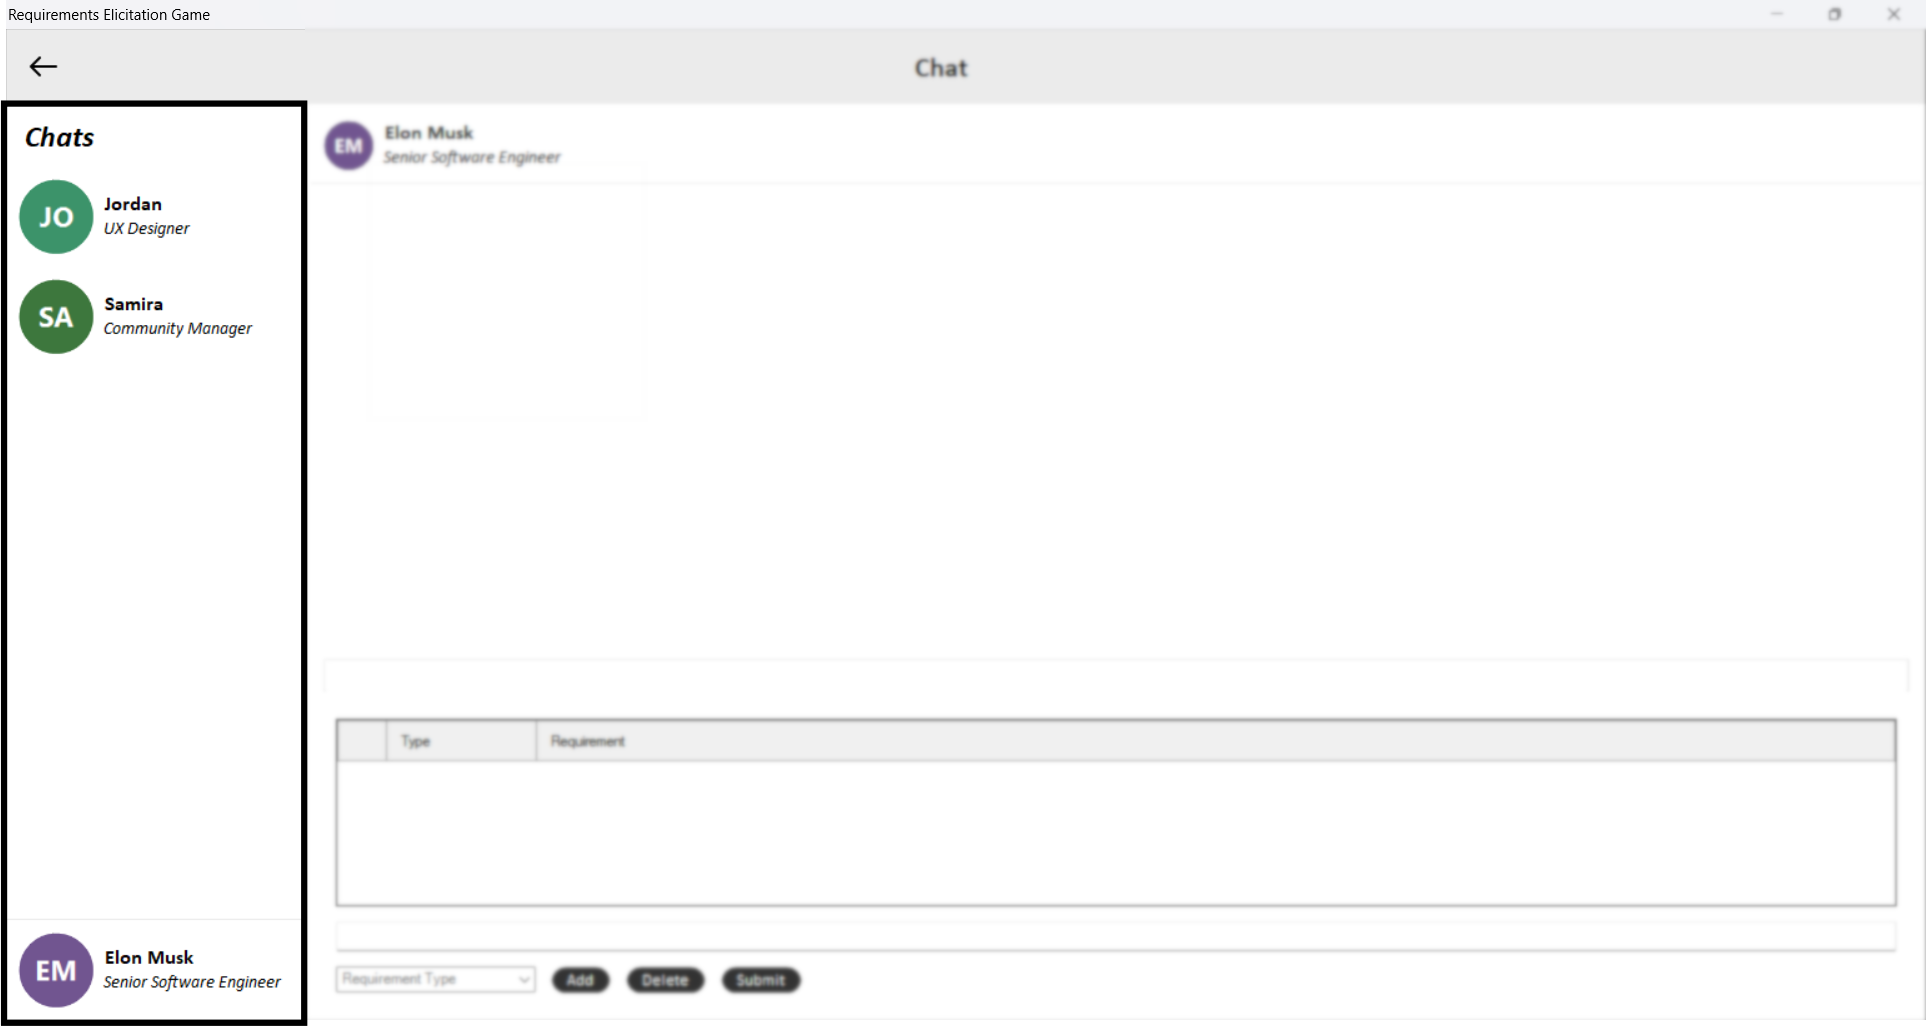 Requirements Elicitation Game
Chat
Chats
JO
Jordan
UX Designer
SA
Samira
Community Manager
EM
Elon Musk
Senior Software Engineer
EM
Elon Musk
Senior Software Engineer
Type
Requirement
Requirement Type
Add
Delete
Submit